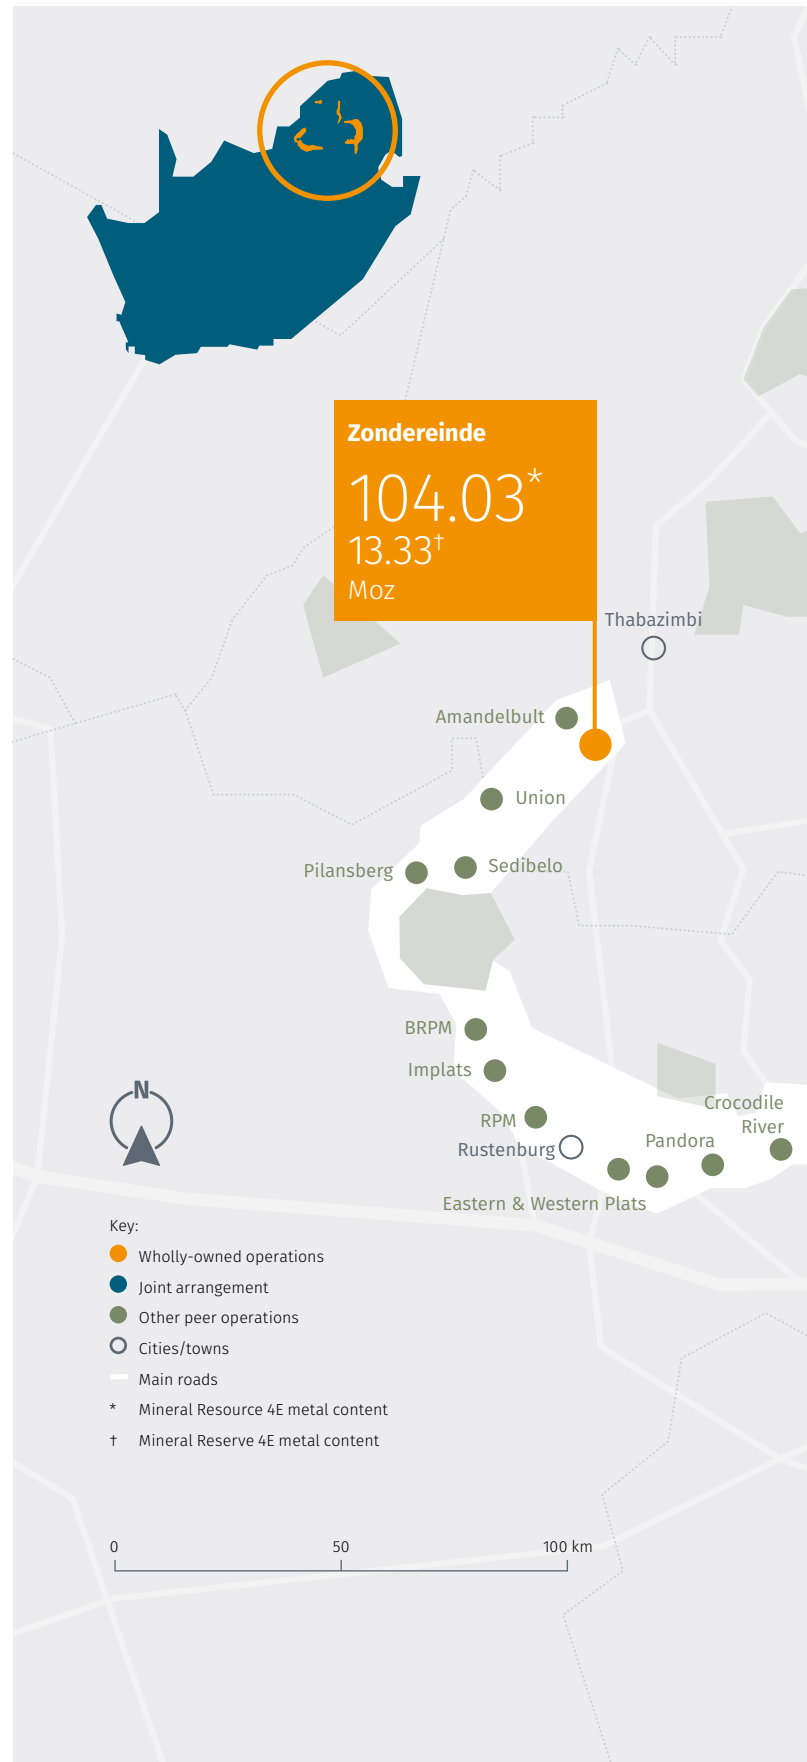 Zondereinde
104.03*
13.33†
Moz
Thabazimbi
Amandelbult
Union
Pilansberg
Sedibelo
BRPM
Implats
RPM
Rustenburg
Crocodile
River
Pandora
Eastern & Western Plats
N
Key:
Wholly-owned operations
Joint arrangement
Other peer operations
Cities/towns
Main roads
* Mineral Resource 4E metal content
† Mineral Reserve 4E metal content
0 50 100 km